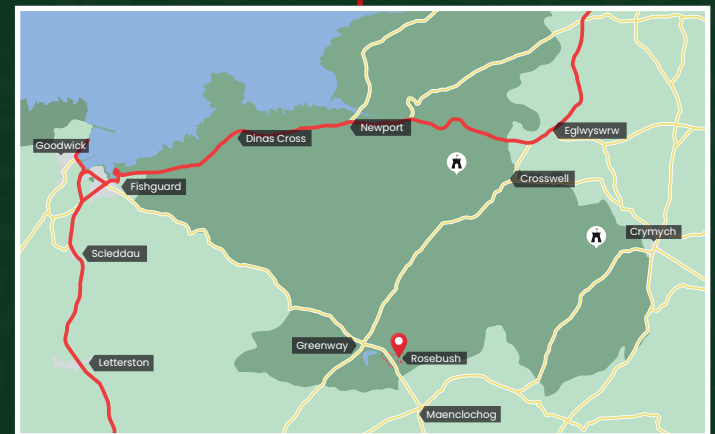 Eglwyswrw
Newport
Dinas Cross
Goodwick
Crosswell
Fishguard
Crymych
Scleddau
Greenway
Rosebush
Letterston
Maenclochog